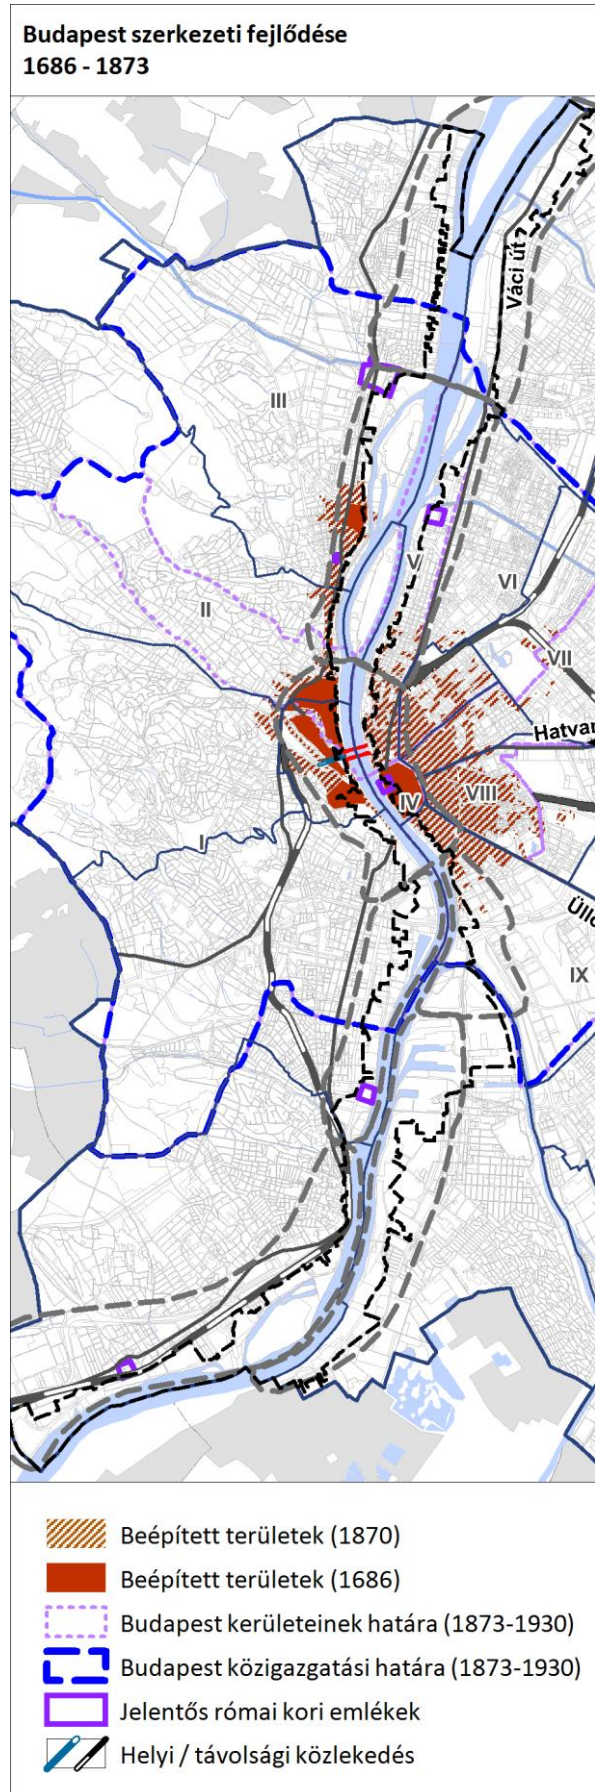 Budapest szerkezeti fejlődése
1686 - 1873
Váci út
III
V
VI
II
VII
Hatvan
VIII
IV
I
Üllő
IX
Beépített területek (1870)
Beépített területek (1686)
Budapest kerületeinek határa (1873-1930)
Budapest közigazgatási határa (1873-1930)
Jelentős római kori emlékek
Helyi / távolsági közlekedés